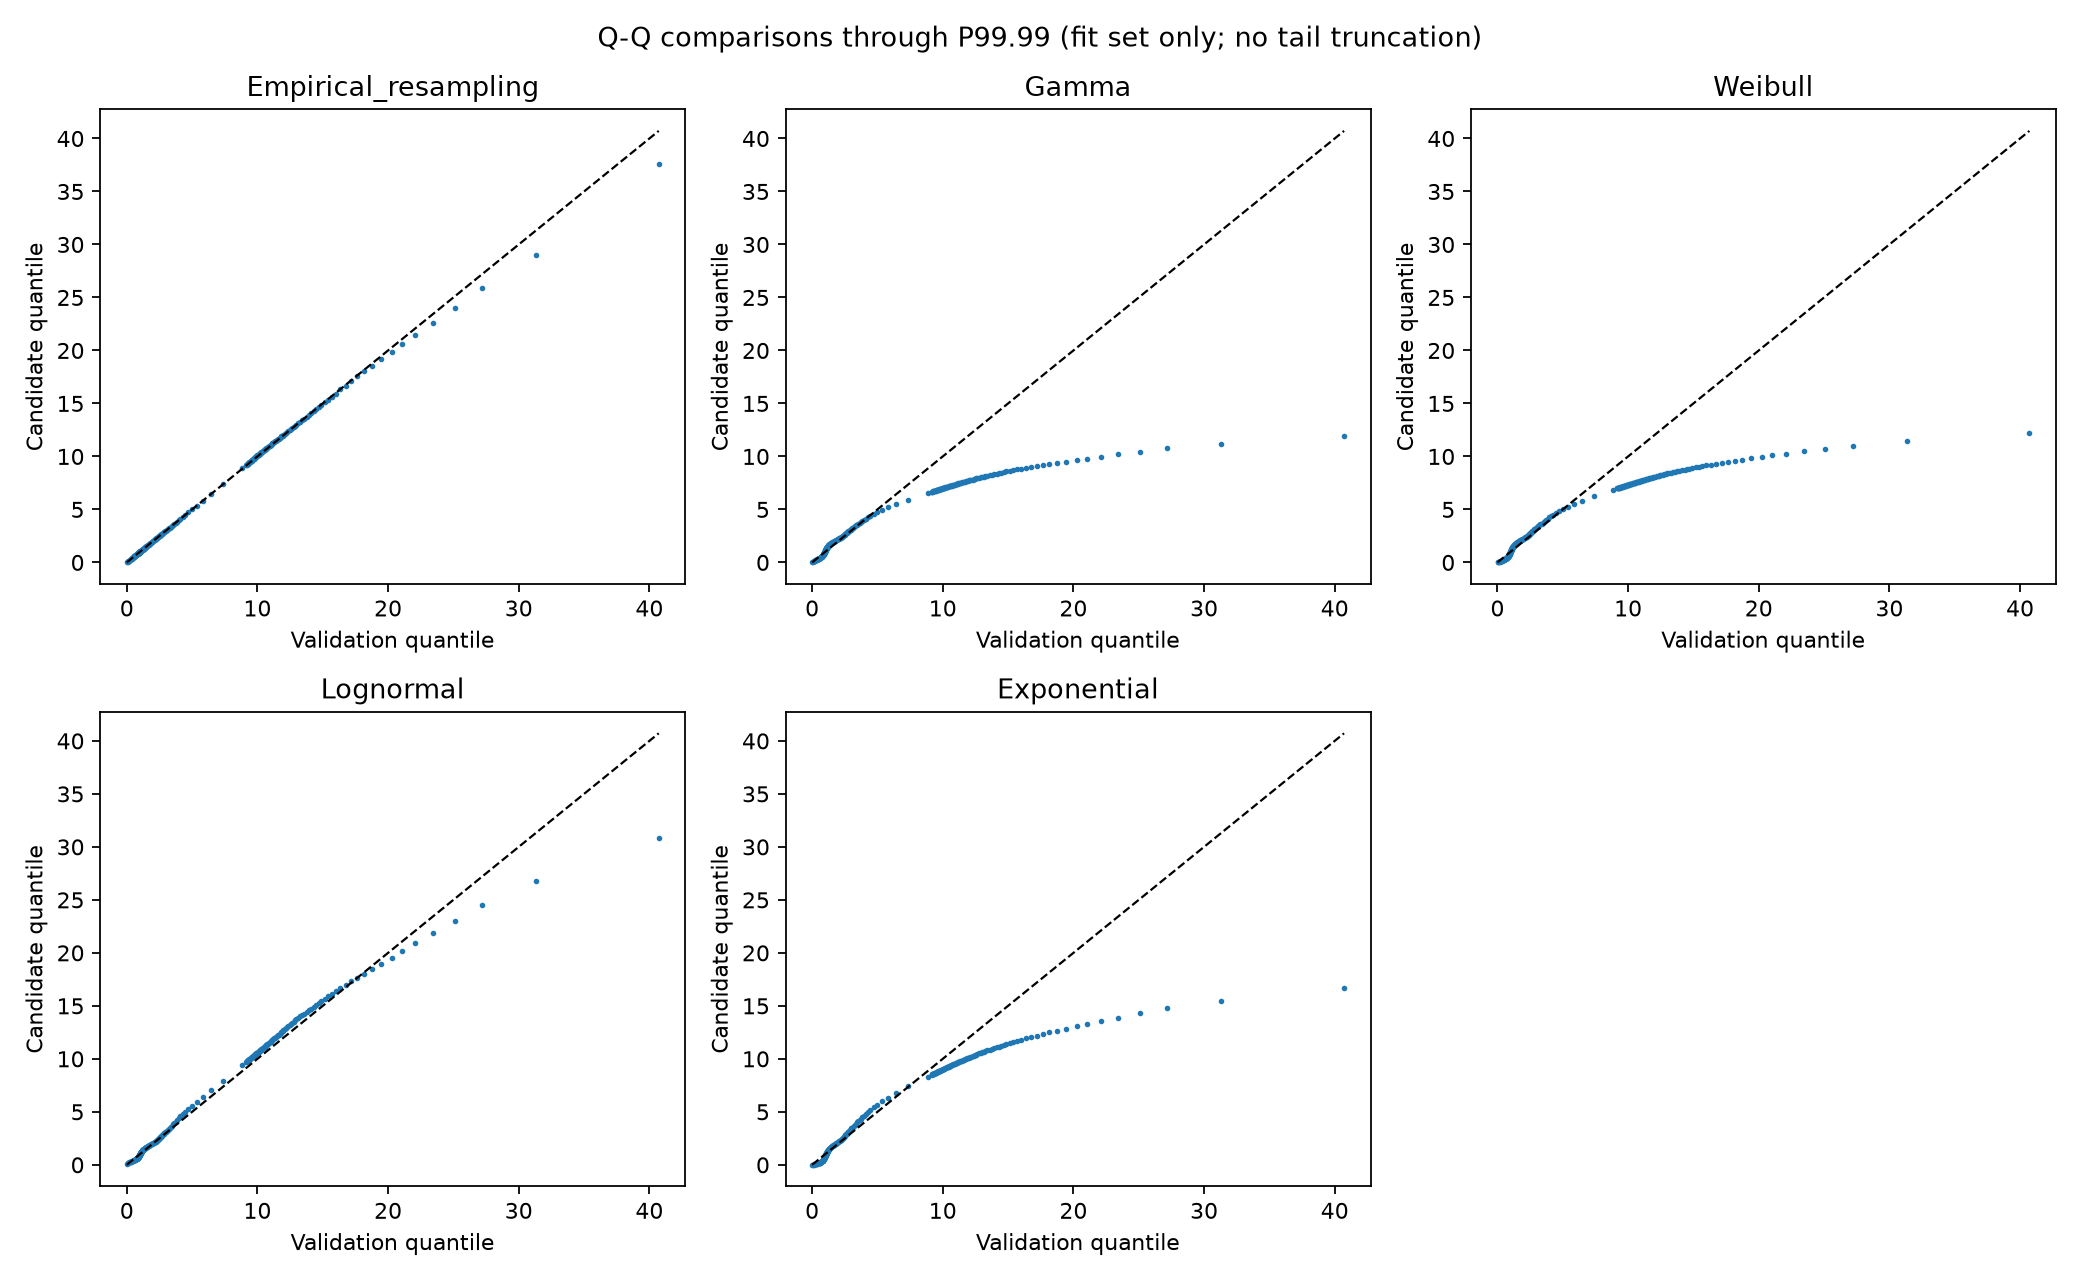 Q-Q comparisons through P99.99 (fit set only; no tail truncation)
Empirical_resampling
Candidate quantile
40
35
30
25
20
15
10
5
0
0 10 20 30 40
Validation quantile
Gamma
Candidate quantile
40
35
30
25
20
15
10
5
0
0 10 20 30 40
Validation quantile
Weibull
Candidate quantile
40
35
30
25
20
15
10
5
0
0 10 20 30 40
Validation quantile
Lognormal
Candidate quantile
40
35
30
25
20
15
10
5
0
0 10 20 30 40
Validation quantile
Exponential
Candidate quantile
40
35
30
25
20
15
10
5
0
0 10 20 30 40
Validation quantile